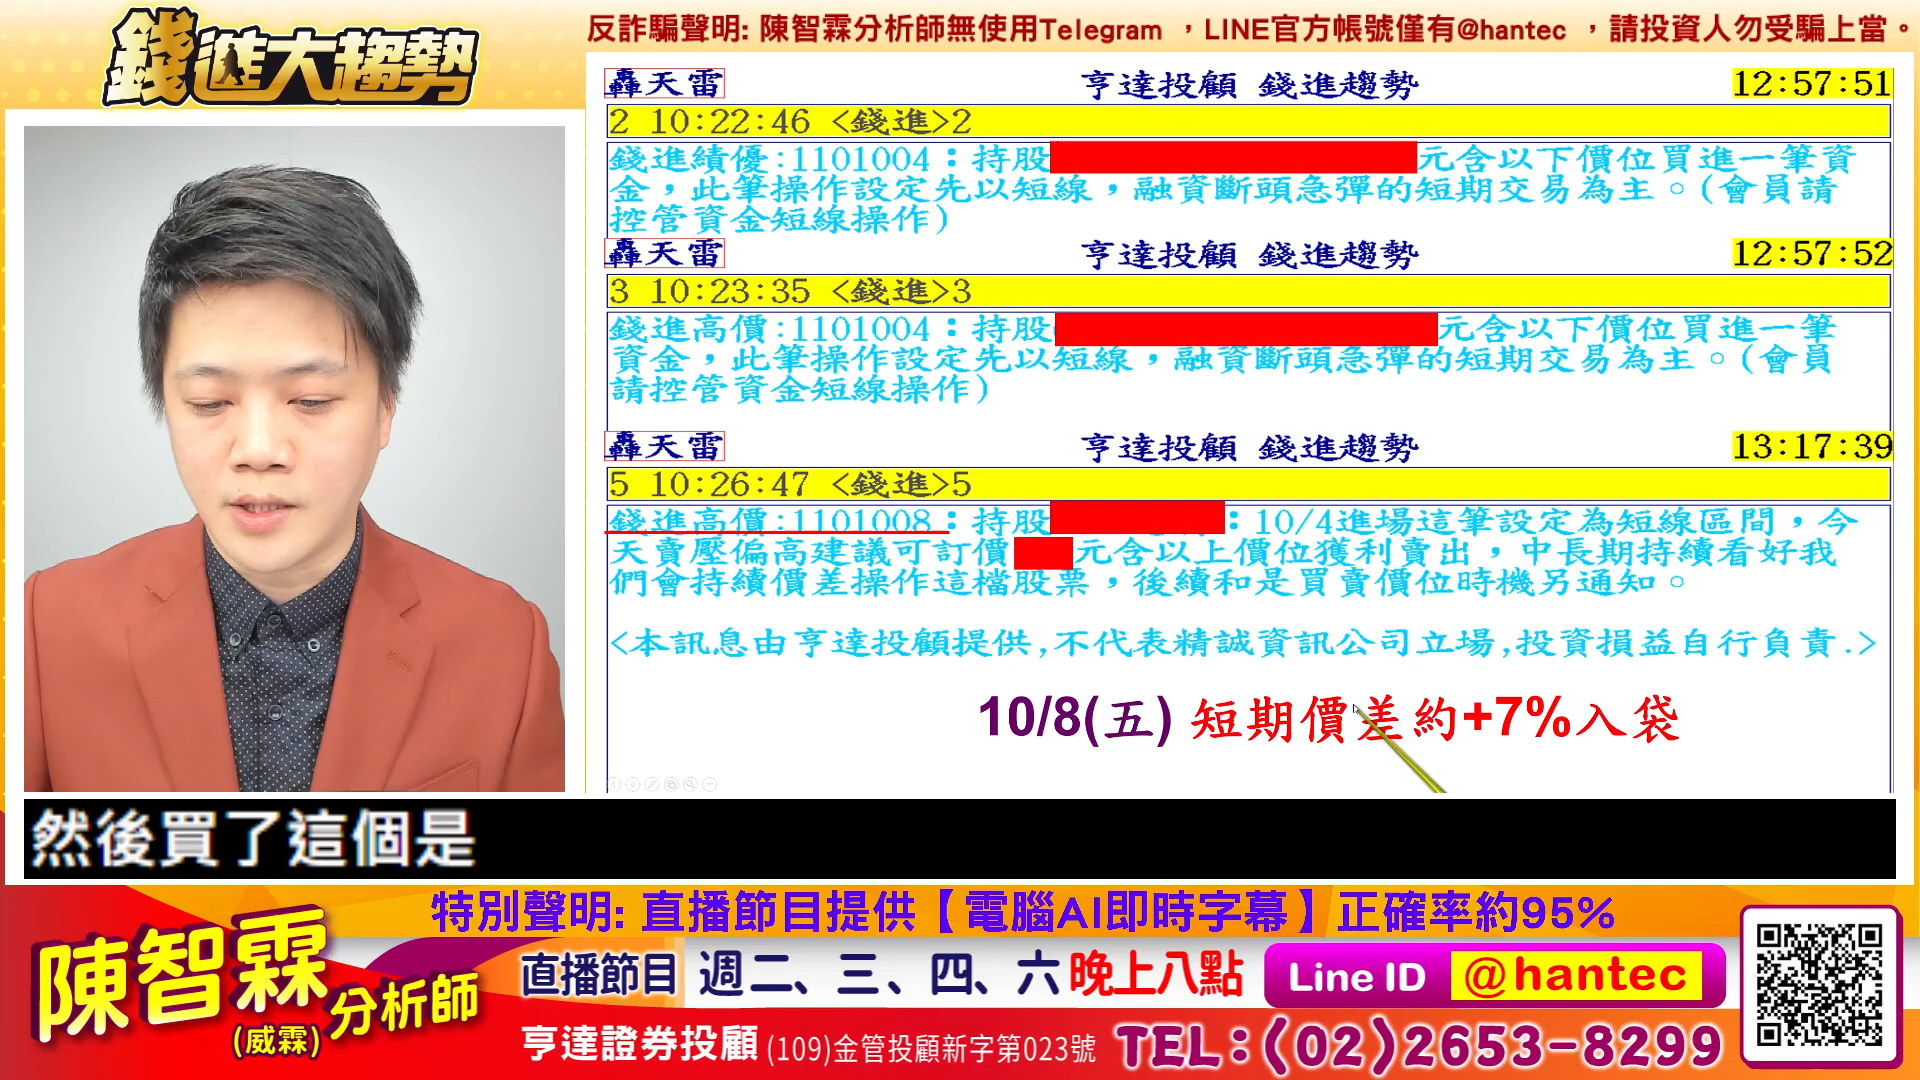 錢進大趨勢
反詐騙聲明: 陳智霖分析師無使用Telegram ，LINE官方帳號僅有@hantec ，請投資人勿受騙上當。
轟天雷 亨達投顧 錢進趨勢 12:57:51
2 10:22:46 <錢進>2
錢進績優:1101004：持股 元含以下價位買進一筆資
金，此筆操作設定先以短線，融資斷頭急彈的短期交易為主。(會員請
控管資金短線操作)
轟天雷 亨達投顧 錢進趨勢 12:57:52
3 10:23:35 <錢進>3
錢進高價:1101004：持股 元含以下價位買進一筆
資金，此筆操作設定先以短線，融資斷頭急彈的短期交易為主。(會員
請控管資金短線操作)
轟天雷 亨達投顧 錢進趨勢 13:17:39
5 10:26:47 <錢進>5
錢進高價:1101008：持股 ：10/4進場這筆設定為短線區間，今
天賣壓偏高建議可訂價 元含以上價位獲利賣出，中長期持續看好我
們會持續價差操作這檔股票，後續和是買賣價位時機另通知。
<本訊息由亨達投顧提供,不代表精誠資訊公司立場,投資損益自行負責.>
10/8(五) 短期價差約+7%入袋
然後買了這個是
特別聲明: 直播節目提供【電腦AI即時字幕】正確率約95%
陳智霖分析師
(威霖)
直播節目 週二、三、四、六晚上八點 Line ID @hantec
亨達證券投顧 (109)金管投顧新字第023號 TEL:(02)2653-8299